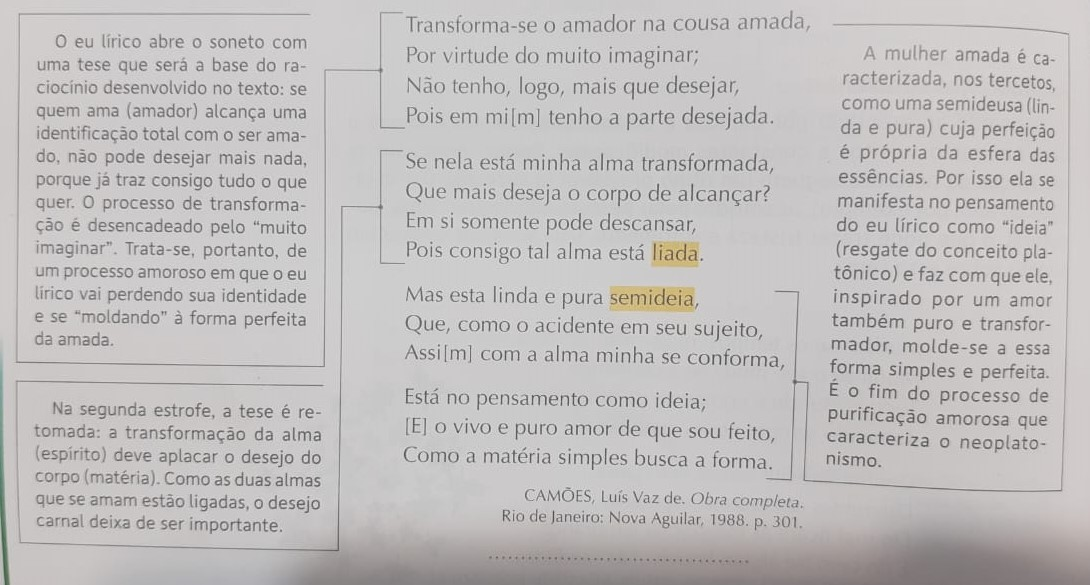 O eu lírico abre o soneto com
uma tese que será a base do ra-
ciocínio desenvolvido no texto: se
quem ama (amador) alcança uma
identificação total com o ser ama-
do, não pode desejar mais nada,
porque já traz consigo tudo o que
quer. O processo de transforma-
ção é desencadeado pelo “muito
imaginar”. Trata-se, portanto, de
um processo amoroso em que o eu
lírico vai perdendo sua identidade
e se “moldando” à forma perfeita
da amada.
Na segunda estrofe, a tese é re-
tomada: a transformação da alma
(espírito) deve aplacar o desejo do
corpo (matéria). Como as duas almas
que se amam estão ligadas, o desejo
carnal deixa de ser importante.
Transforma-se o amador na cousa amada,
Por virtude do muito imaginar;
Não tenho, logo, mais que desejar,
Pois em mi[m] tenho a parte desejada.
Se nela está minha alma transformada,
Que mais deseja o corpo de alcançar?
Em si somente pode descansar,
Pois consigo tal alma está liada.
Mas esta linda e pura semideia,
Que, como o acidente em seu sujeito,
Assi[m] com a alma minha se conforma,
Está no pensamento como ideia;
[E] o vivo e puro amor de que sou feito,
Como a matéria simples busca a forma.
CAMÕES, Luís Vaz de. Obra completa.
Rio de Janeiro: Nova Aguilar, 1988. p. 301.
A mulher amada é ca-
racterizada, nos tercetos,
como uma semideusa (lin-
da e pura) cuja perfeição
é própria da esfera das
essências. Por isso ela se
manifesta no pensamento
do eu lírico como “ideia”
(resgate do conceito pla-
tônico) e faz com que ele,
inspirado por um amor
também puro e transfor-
mador, molde-se a essa
forma simples e perfeita.
É o fim do processo de
purificação amorosa que
caracteriza o neoplato-
nismo.